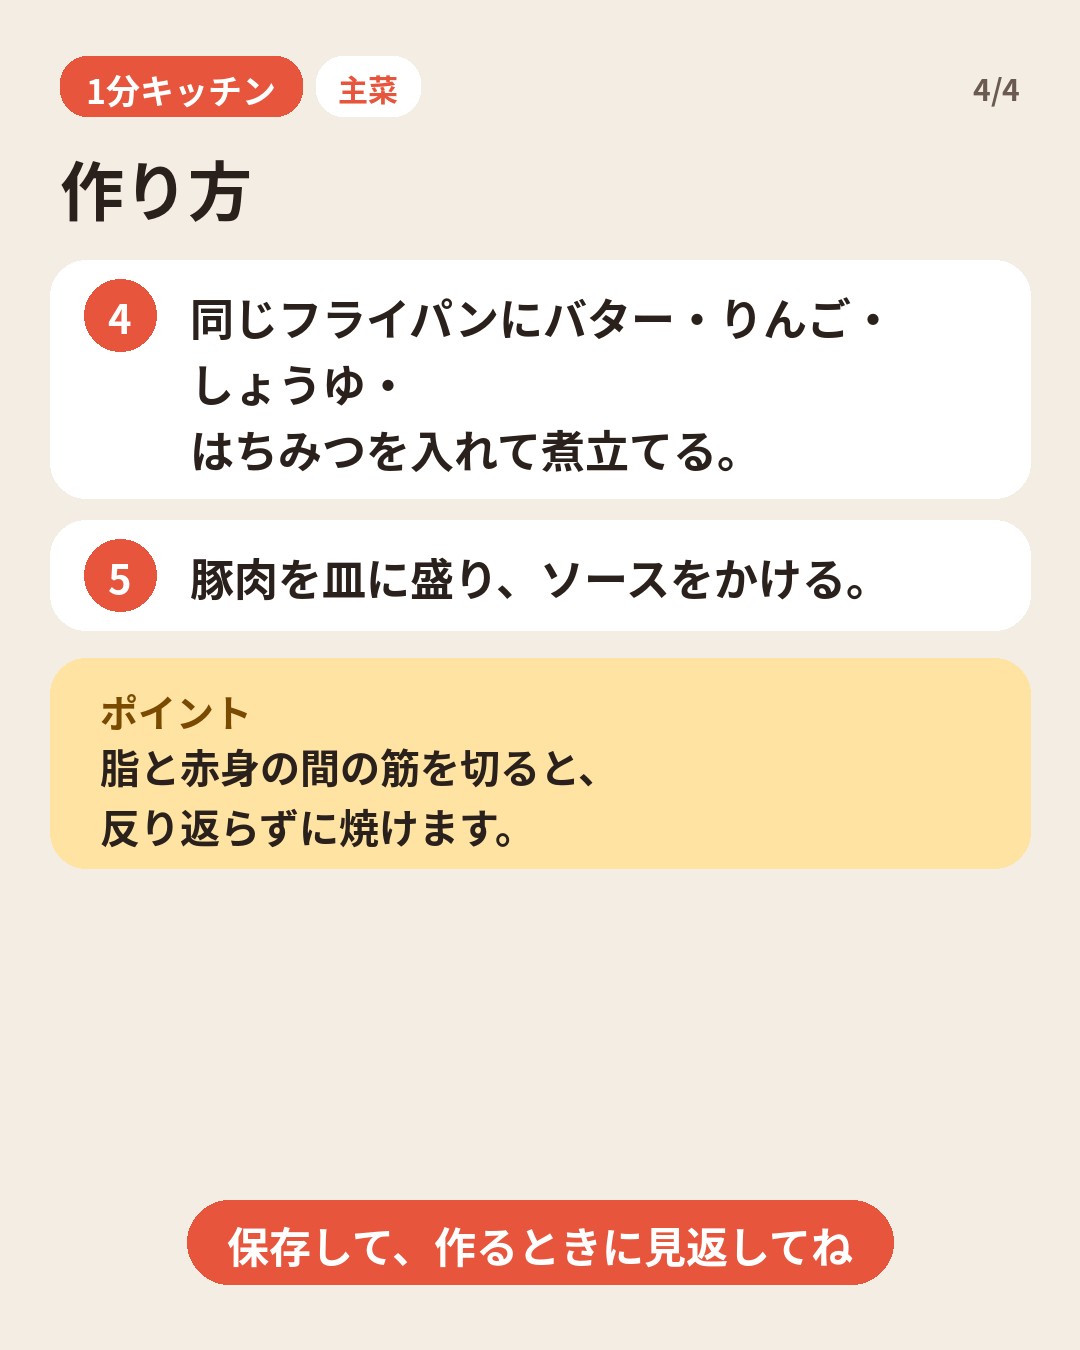 1分キッチン 主菜 4/4
作り方
4 同じフライパンにバター・りんご・
しょうゆ・
はちみつを入れて煮立てる。
5 豚肉を皿に盛り、ソースをかける。
ポイント
脂と赤身の間の筋を切ると、
反り返らずに焼けます。
保存して、作るときに見返してね